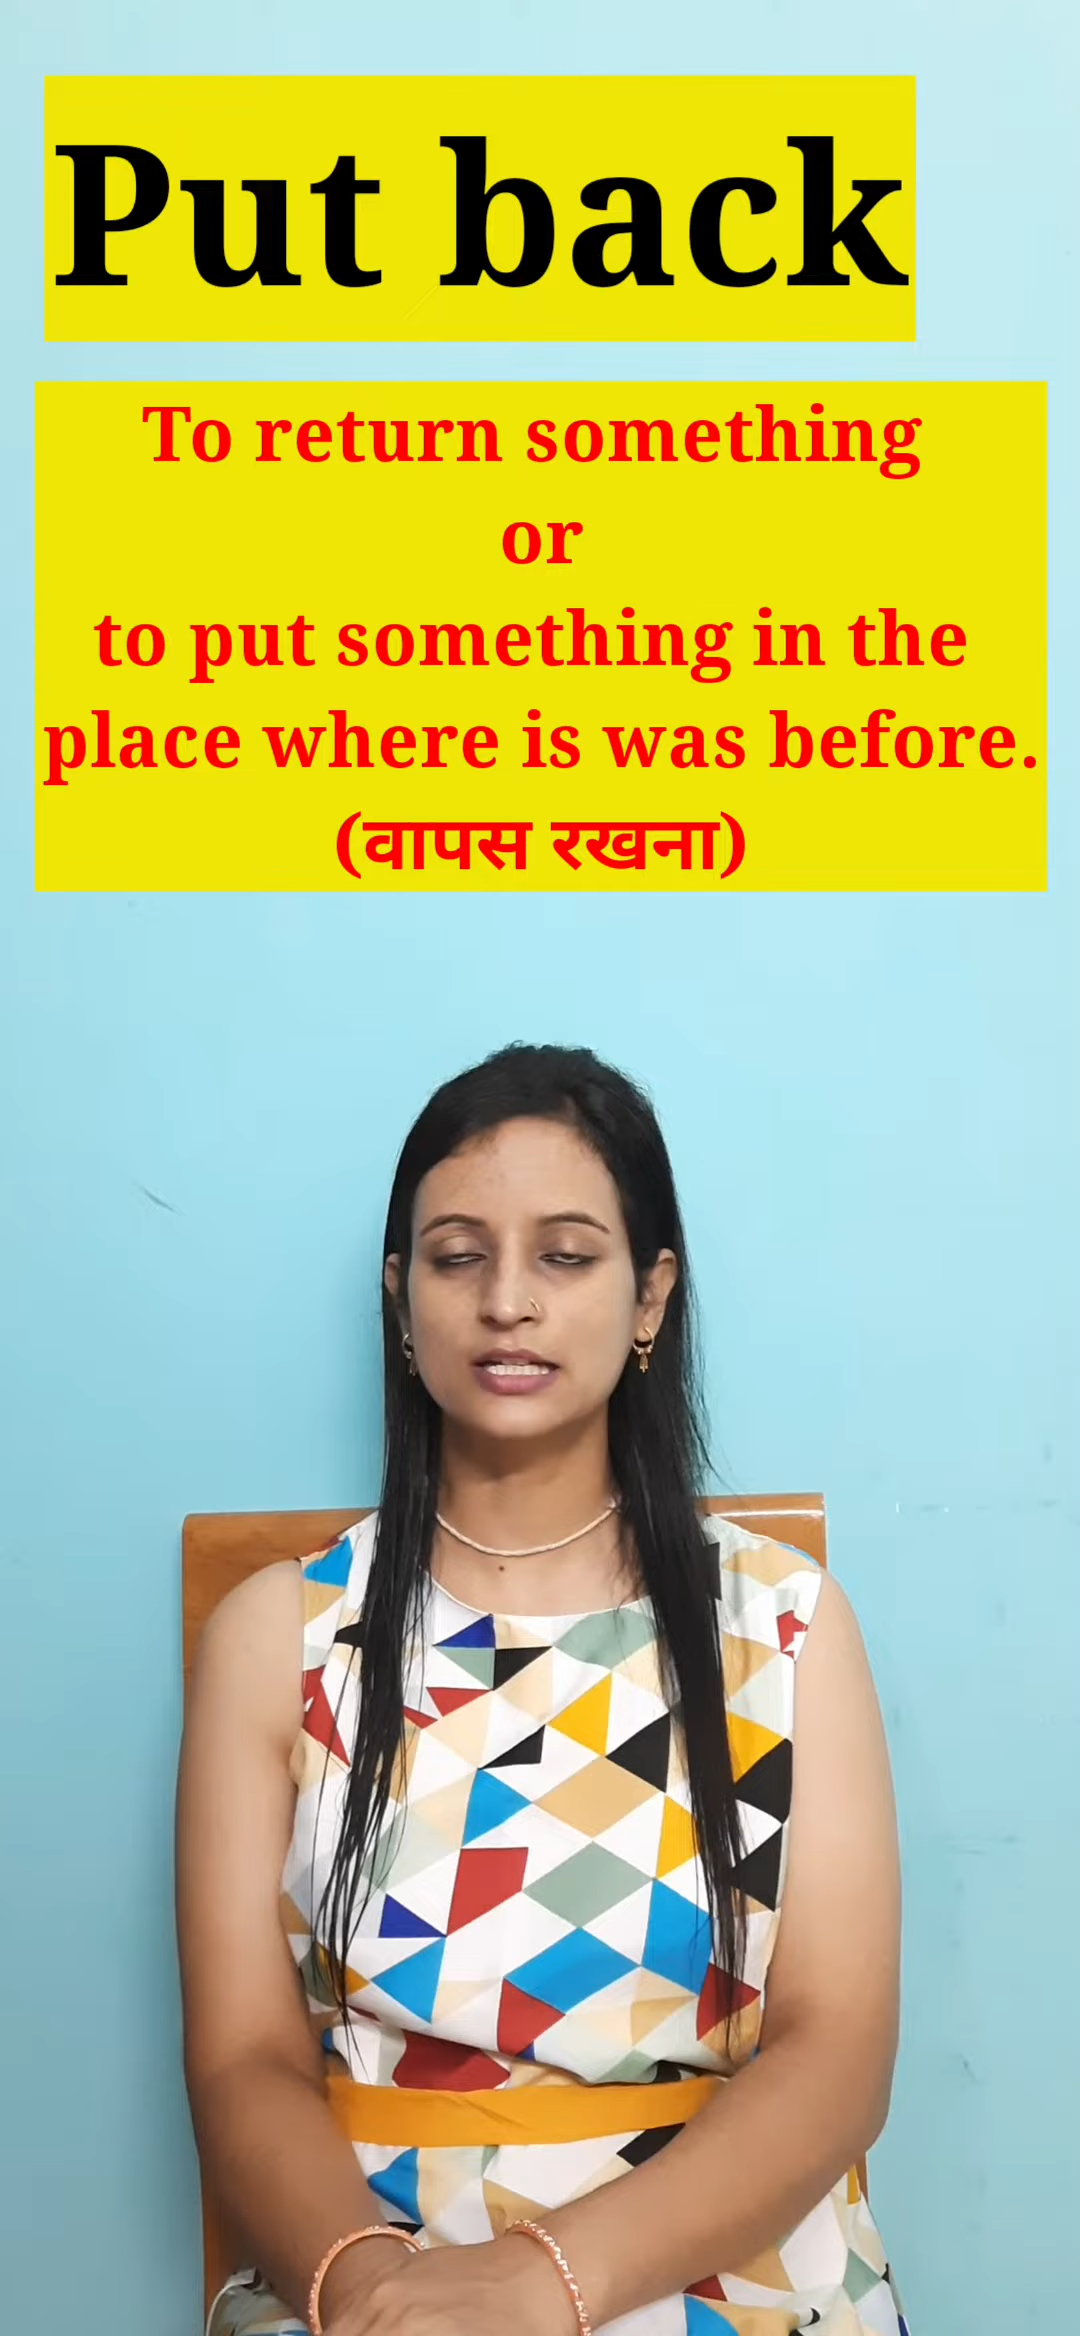 Put back
To return something
or
to put something in the
place where is was before.
(वापस रखना)